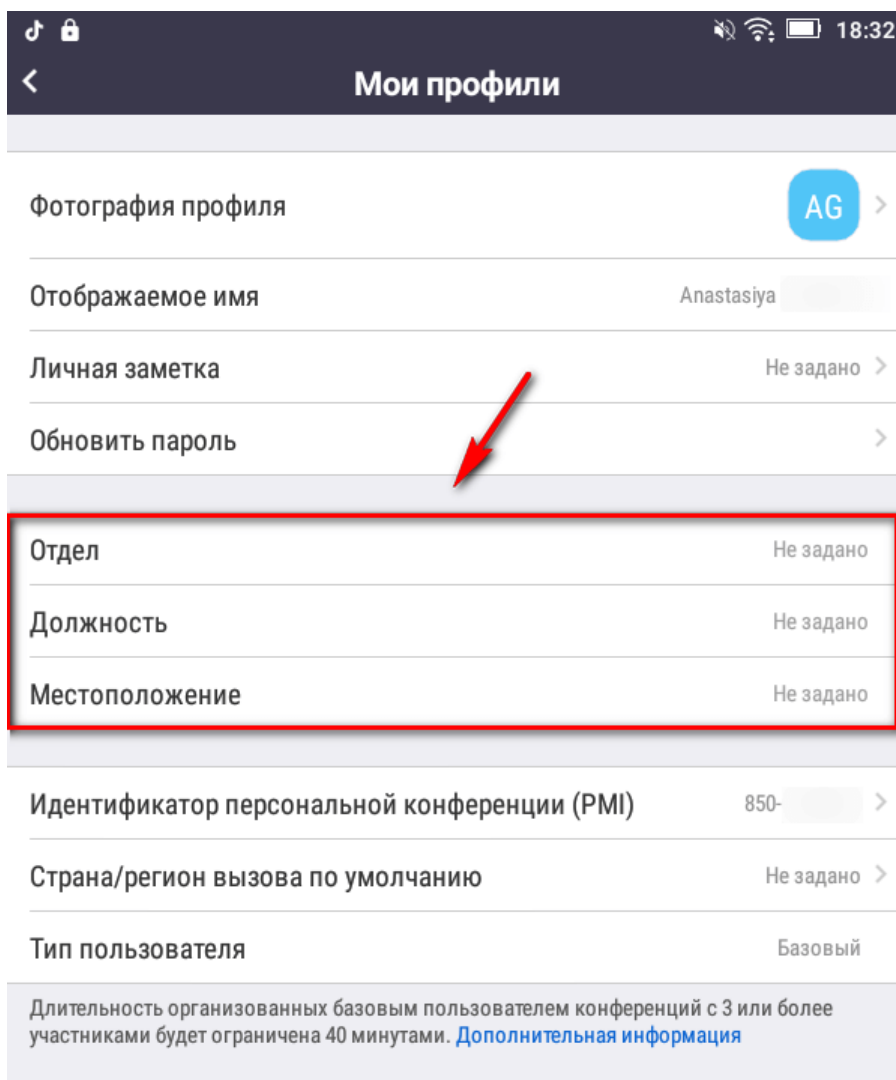 18:32
Мои профили
Фотография профиля
AG
Отображаемое имя
Anastasiya
Личная заметка
Не задано
Обновить пароль
Отдел
Не задано
Должность
Не задано
Местоположение
Не задано
Идентификатор персональной конференции (PMI)
850-
Страна/регион вызова по умолчанию
Не задано
Тип пользователя
Базовый
Длительность организованных базовым пользователем конференций с 3 или более
участниками будет ограничена 40 минутами. Дополнительная информация